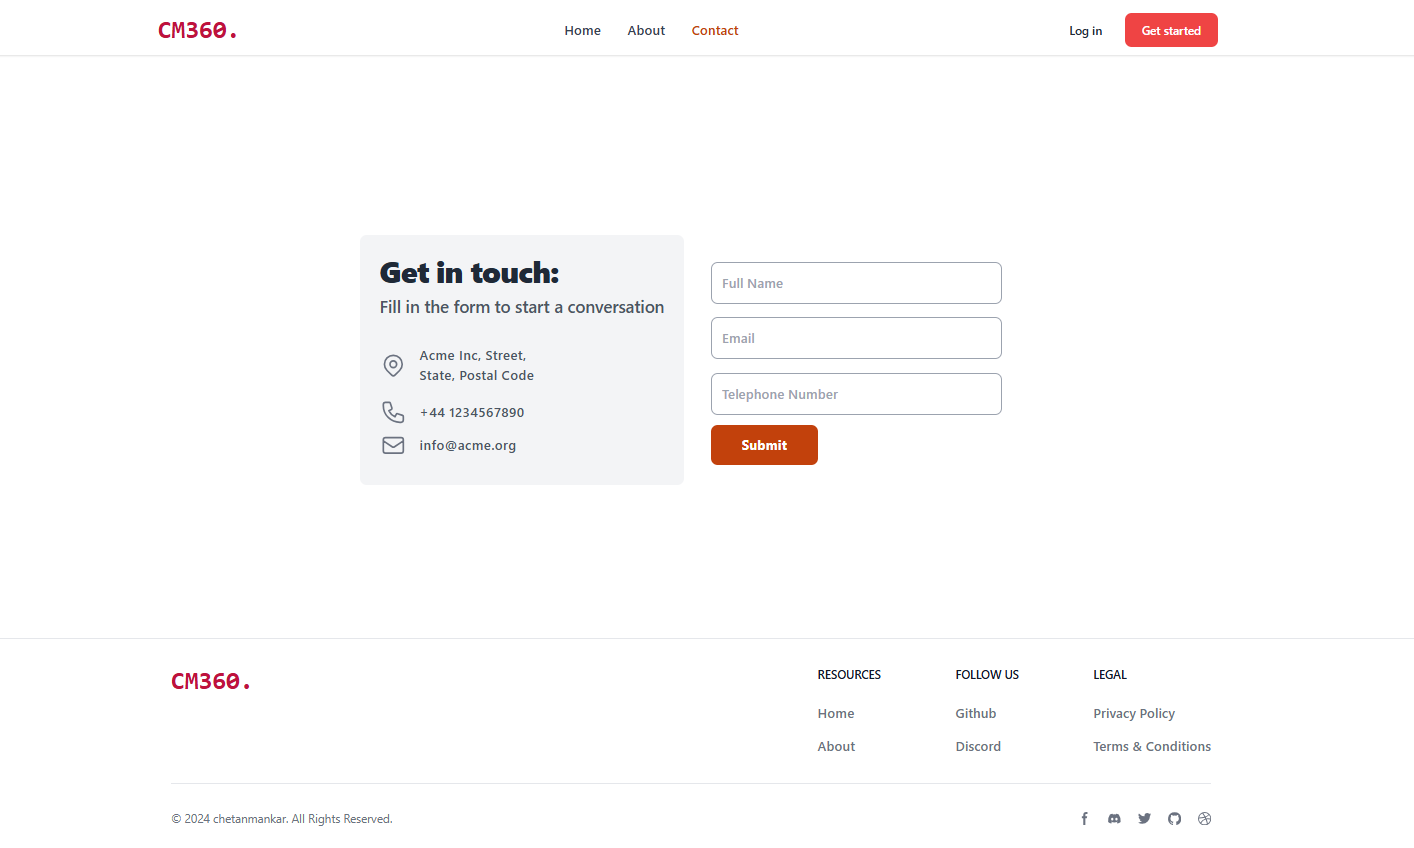 CM360.
Home About Contact
Log in Get started
Get in touch:
Fill in the form to start a conversation
Acme Inc, Street,
State, Postal Code
+44 1234567890
info@acme.org
Full Name
Email
Telephone Number
Submit
CM360.
RESOURCES
Home
About
FOLLOW US
Github
Discord
LEGAL
Privacy Policy
Terms & Conditions
© 2024 chetanmankar. All Rights Reserved.